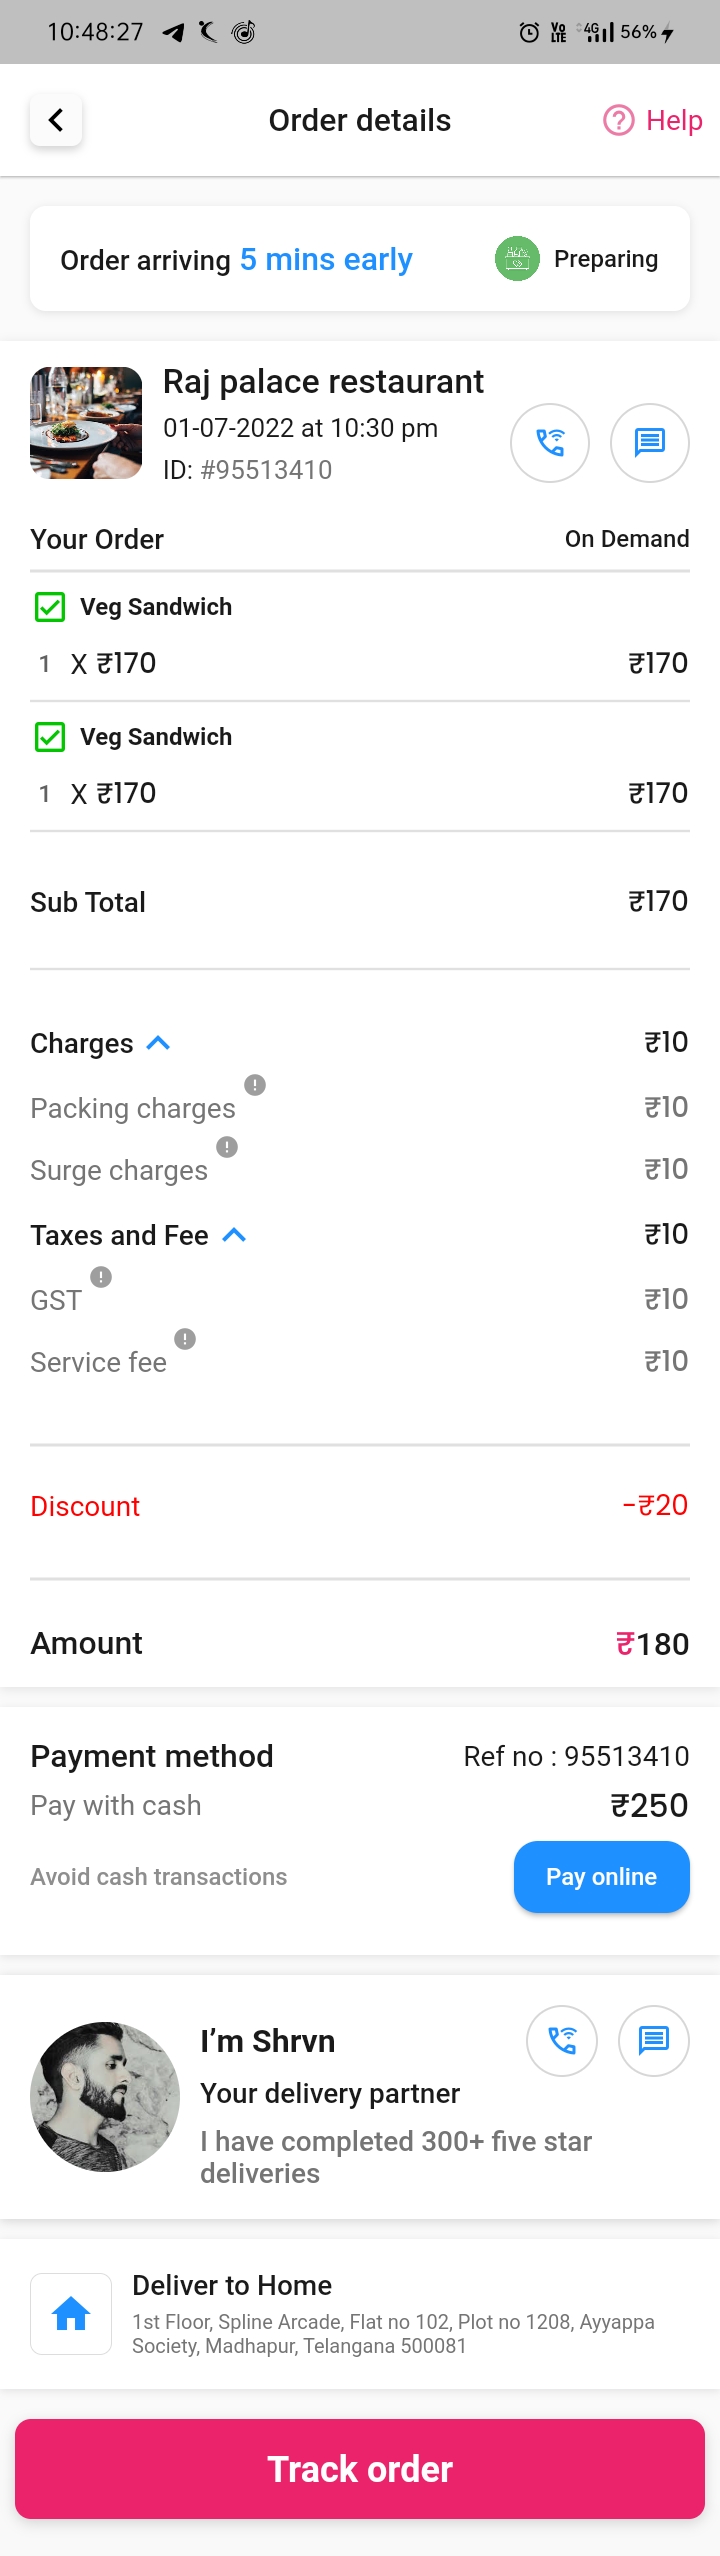 10:48:27 Vo LTE 4G 56%
Order details Help
Order arriving 5 mins early Preparing
Raj palace restaurant
01-07-2022 at 10:30 pm
ID: #95513410
Your Order On Demand
Veg Sandwich
1 X ₹170 ₹170
Veg Sandwich
1 X ₹170 ₹170
Sub Total ₹170
Charges ₹10
Packing charges ₹10
Surge charges ₹10
Taxes and Fee ₹10
GST ₹10
Service fee ₹10
Discount -₹20
Amount ₹180
Payment method Ref no : 95513410
Pay with cash ₹250
Avoid cash transactions Pay online
I’m Shrvn
Your delivery partner
I have completed 300+ five star
deliveries
Deliver to Home
1st Floor, Spline Arcade, Flat no 102, Plot no 1208, Ayyappa
Society, Madhapur, Telangana 500081
Track order